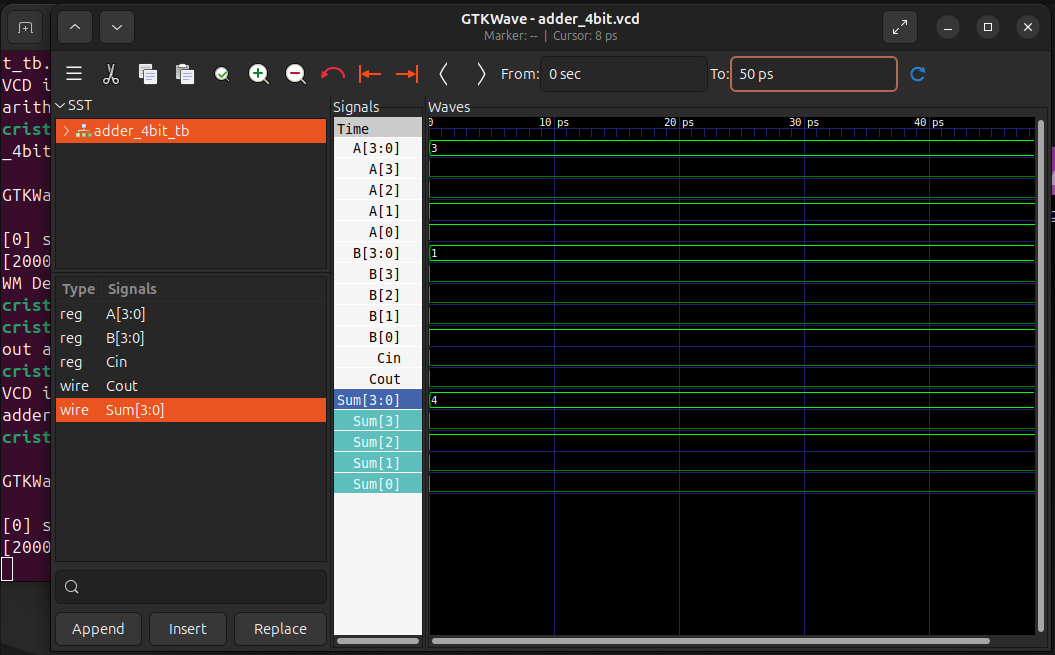 GTKWave - adder_4bit.vcd
Marker: -- | Cursor: 8 ps
From: 0 sec To: 50 ps
t_tb.
VCD i
arith
crist
_4bit
GTKWa
[0] s
[2000
WM De
crist
crist
out a
crist
VCD i
adder
crist
GTKWa
[0] s
[2000
SST
adder_4bit_tb
Type Signals
reg A[3:0]
reg B[3:0]
reg Cin
wire Cout
wire Sum[3:0]
Append Insert Replace
Signals
Time
A[3:0]
A[3]
A[2]
A[1]
A[0]
B[3:0]
B[3]
B[2]
B[1]
B[0]
Cin
Cout
Sum[3:0]
Sum[3]
Sum[2]
Sum[1]
Sum[0]
Waves
0 10 ps 20 ps 30 ps 40 ps
3
1
4